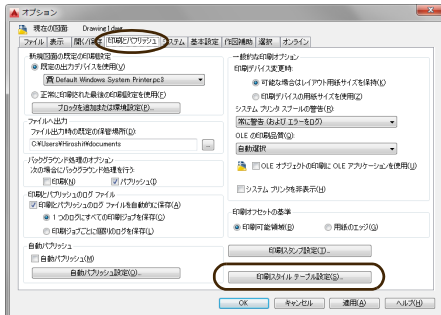 オプション
現在の図面 Drawing1.dwg
ファイル 表示 開く/保存 印刷とパブリッシュ システム 基本設定 作図補助 選択 オンライン
新規図面の既定の印刷設定
既定の出力デバイスを使用(V)
Default Windows System Printer.pc3
正常に印刷された最後の印刷設定を使用(F)
プロッタを追加または環境設定(P)...
ファイルへ出力
ファイル出力時の既定の保管場所(D):
C:¥Users¥Hiroshi¥documents
...
バックグラウンド処理のオプション
次の場合にバックグラウンド処理を行う:
印刷(N) パブリッシュ(I)
印刷とパブリッシュのログ ファイル
印刷とパブリッシュのログ ファイルを自動的に保存(A)
1 つのログにすべての印刷ジョブを保存(C)
印刷ジョブごとに個別のログを保存(L)
自動パブリッシュ
自動パブリッシュ(M)
自動パブリッシュ設定(O)...
一般的な印刷オプション
印刷デバイス変更時:
可能な場合はレイアウト用紙サイズを保持(K)
印刷デバイスの用紙サイズを使用(Z)
システム プリンタ スプールの警告(R):
常に警告 (および エラーをログ)
OLE の印刷品質(Q):
自動選択
OLE オブジェクトの印刷に OLE アプリケーションを使用(U)
システム プリンタを非表示(H)
印刷オフセットの基準
印刷可能領域(B) 用紙のエッジ(G)
印刷スタンプ設定(T)...
印刷スタイル テーブル設定(S)...
OK キャンセル 適用(A) ヘルプ(H)